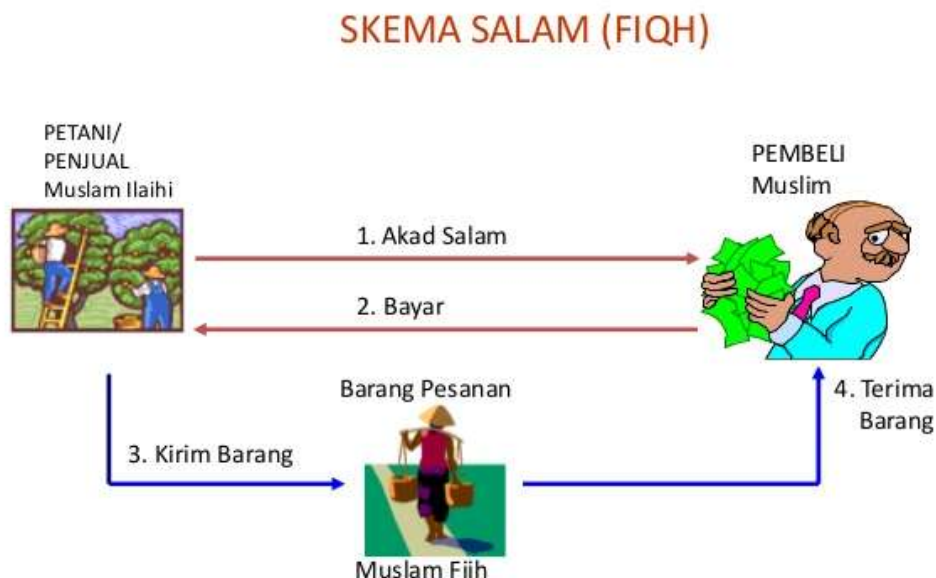 SKEMA SALAM (FIQH)
PETANI/
PENJUAL
Muslam Ilaihi
PEMBELI
Muslim
1. Akad Salam
2. Bayar
Barang Pesanan
4. Terima
Barang
3. Kirim Barang
Muslam Fiih